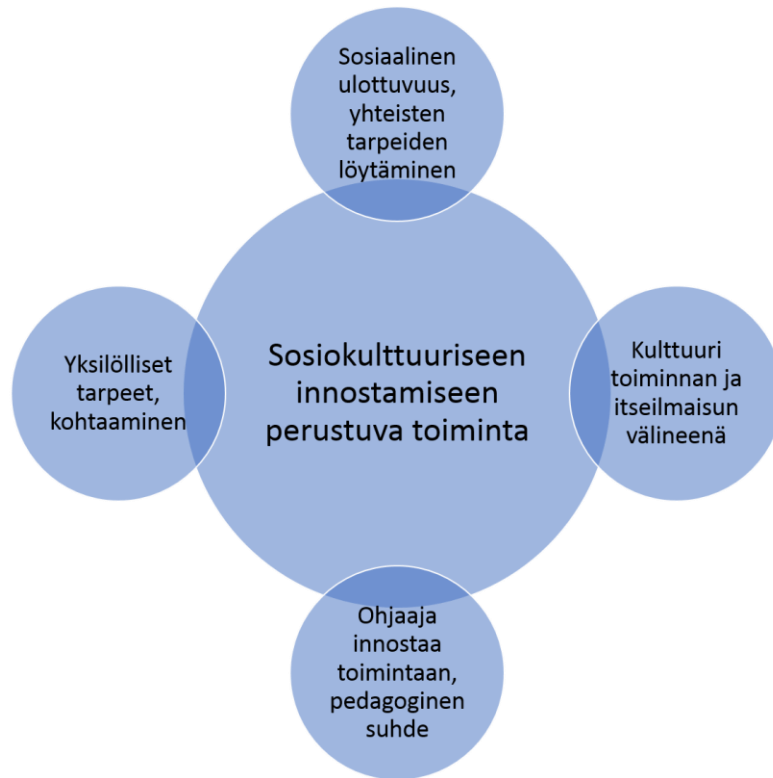 Sosiaalinen
ulottuvuus,
yhteisten
tarpeiden
löytäminen
Yksilölliset
tarpeet,
kohtaaminen
Sosiokulttuuriseen
innostamiseen
perustuva toiminta
Kulttuuri
toiminnan ja
itseilmaisun
välineenä
Ohjaaja
innostaa
toimintaan,
pedagoginen
suhde